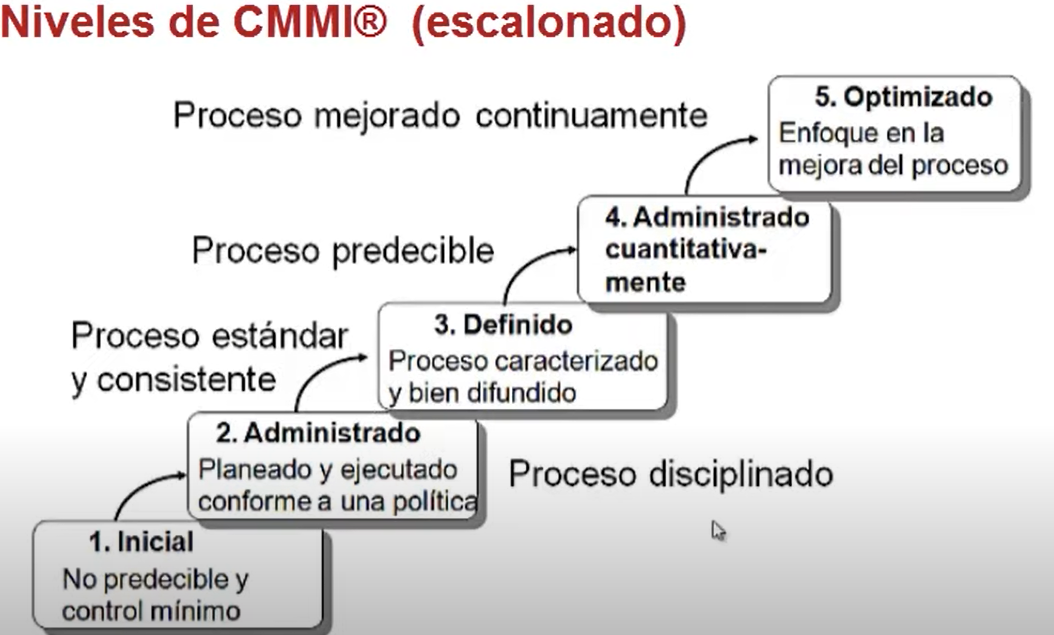 Niveles de CMMI® (escalonado)
Proceso mejorado continuamente
5. Optimizado
Enfoque en la
mejora del proceso
Proceso predecible
4. Administrado
cuantitativa-
mente
Proceso estándar
y consistente
3. Definido
Proceso caracterizado
y bien difundido
2. Administrado
Planeado y ejecutado
conforme a una política
Proceso disciplinado
1. Inicial
No predecible y
control mínimo